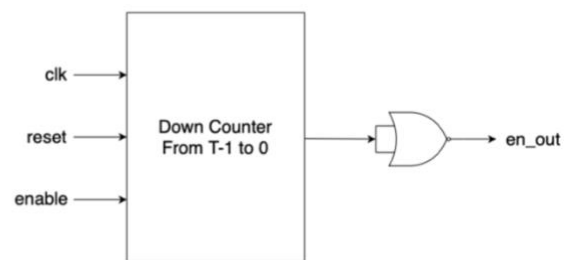 clk
reset
enable
Down Counter
From T-1 to 0
en_out